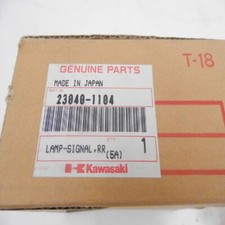 T-18
GENUINE PARTS
MADE IN JAPAN
23040-1104
LAMP-SIGNAL,RR
(5A)
1
Kawasaki